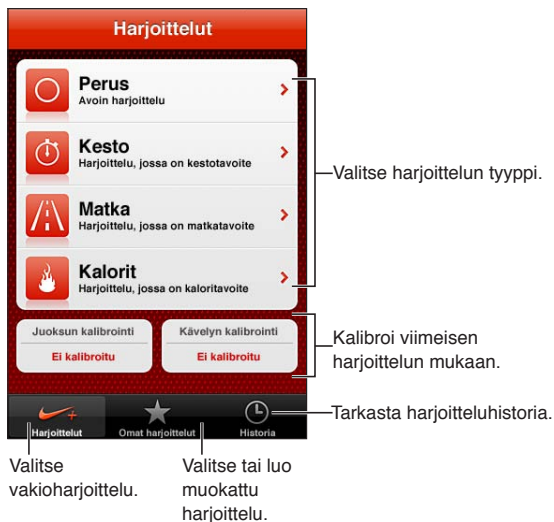 Harjoittelut
Perus
Avoin harjoittelu
Kesto
Harjoittelu, jossa on kestotavoite
Matka
Harjoittelu, jossa on matkatavoite
Kalorit
Harjoittelu, jossa on kaloritavoite
Valitse harjoittelun tyyppi.
Juoksun kalibrointi
Ei kalibroitu
Kävelyn kalibrointi
Ei kalibroitu
Kalibroi viimeisen
harjoittelun mukaan.
Harjoittelut
Omat harjoittelut
Historia
Tarkasta harjoitteluhistoria.
Valitse
vakioharjoittelu.
Valitse tai luo
muokattu
harjoittelu.